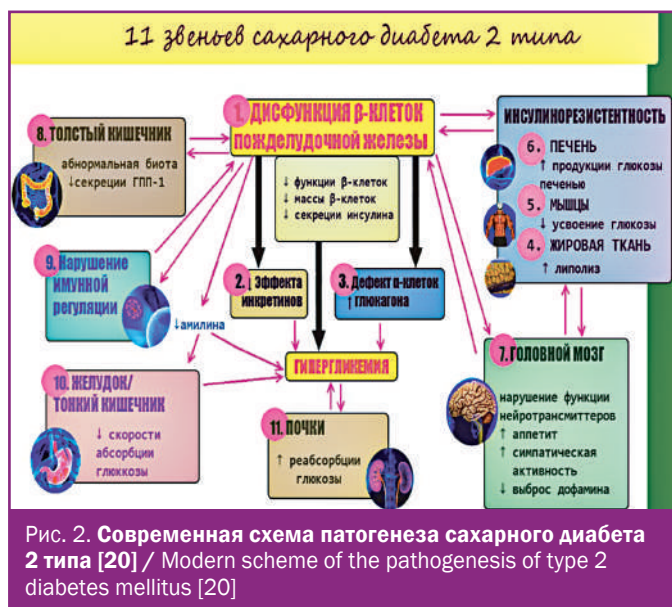 11 звеньев сахарного диабета 2 типа
1. ДИСФУНКЦИЯ β-КЛЕТОК
пожделудочной железы
↓ функции β-клеток
↓ массы β-клеток
↓ секреции инсулина
8. ТОЛСТЫЙ КИШЕЧНИК
абнормальная биота
↓секреции ГПП-1
9. Нарушение
имунной
регуляции
↓амилина
10. ЖЕЛУДОК/
ТОНКИЙ КИШЕЧНИК
↓ скорости
абсорбции
глюккозы
2. ↓ Эффекта
инкретинов
3. Дефект α-клеток
↑ глюкагона
ГИПЕРГЛИКЕМИЯ
11. ПОЧКИ
↑ реабсорбции
глюкозы
ИНСУЛИНОРЕЗИСТЕНТНОСТЬ
6. ПЕЧЕНЬ
↑ продукции глюкозы
печенью
5. МЫШЦЫ
↓ усвоение глюкозы
4. ЖИРОВАЯ ТКАНЬ
↑ липолиз
7. ГОЛОВНОЙ МОЗГ
нарушение функции
нейротрансмиттеров
↑ аппетит
↑ симпатическая
активность
↓ выброс дофамина
Рис. 2. Современная схема патогенеза сахарного диабета
2 типа [20] / Modern scheme of the pathogenesis of type 2
diabetes mellitus [20]